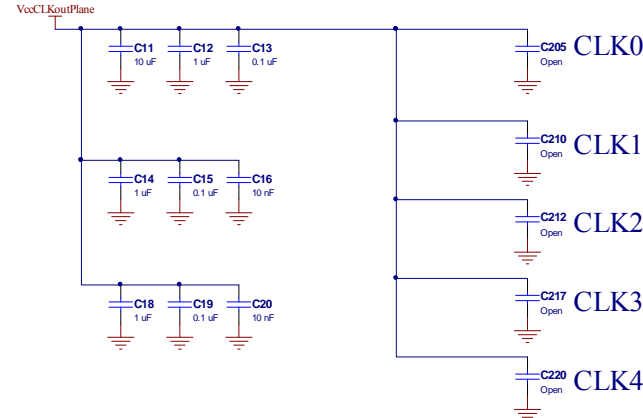 VccCLKoutPlane
C11 C12 C13 C205 CLK0
10 uF 1 uF 0.1 uF Open
C210 CLK1
Open
C14 C15 C16
1 uF 0.1 uF 10 nF
C212 CLK2
Open
C217 CLK3
Open
C18 C19 C20
1 uF 0.1 uF 10 nF
C220 CLK4
Open